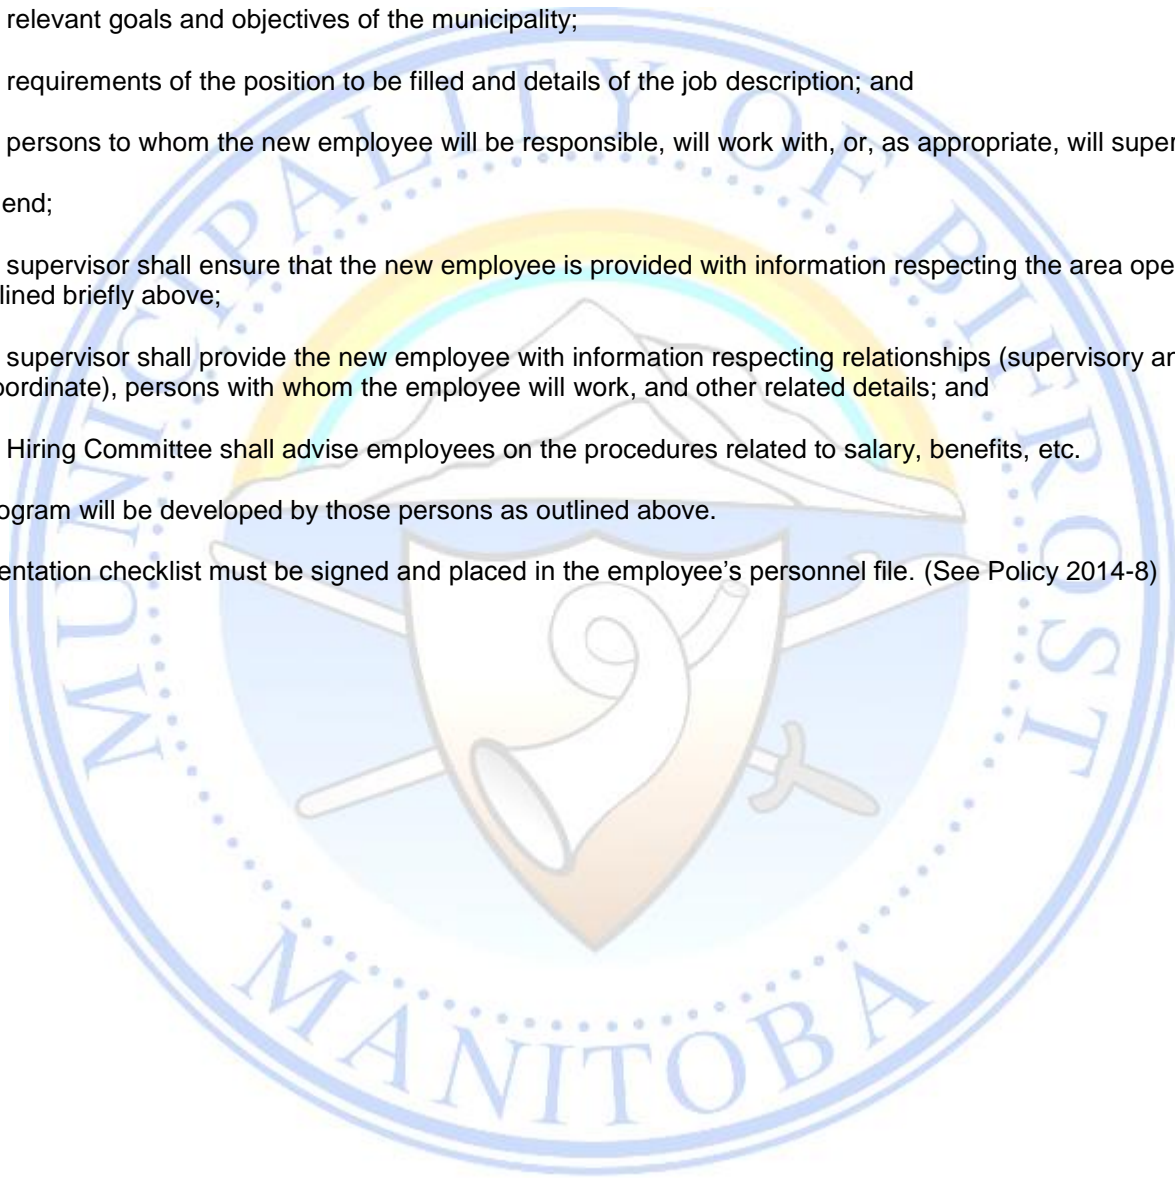 relevant goals and objectives of the municipality;
requirements of the position to be filled and details of the job description; and
persons to whom the new employee will be responsible, will work with, or, as appropriate, will super
end;
supervisor shall ensure that the new employee is provided with information respecting the area ope
lined briefly above;
supervisor shall provide the new employee with information respecting relationships (supervisory an
oordinate), persons with whom the employee will work, and other related details; and
Hiring Committee shall advise employees on the procedures related to salary, benefits, etc.
ogram will be developed by those persons as outlined above.
entation checklist must be signed and placed in the employee's personnel file. (See Policy 2014-8)
MUNICIPALITY OF BIFROST
MANITOBA